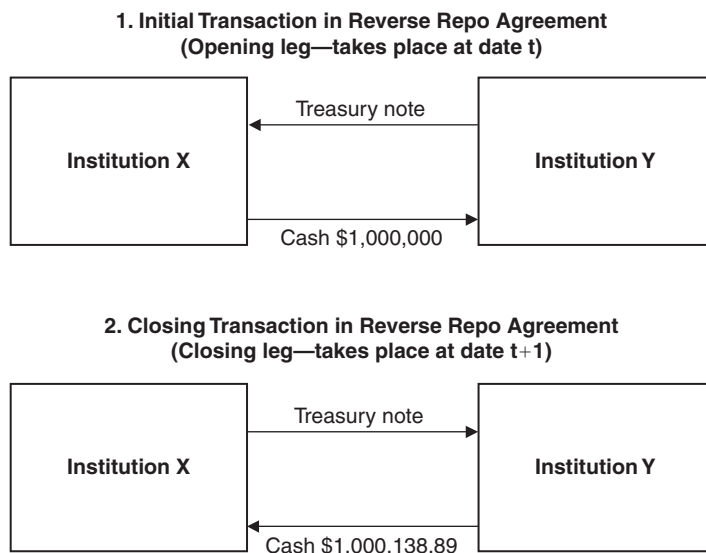 1. Initial Transaction in Reverse Repo Agreement
(Opening leg—takes place at date t)
Treasury note
Institution X
Institution Y
Cash $1,000,000
2. Closing Transaction in Reverse Repo Agreement
(Closing leg—takes place at date t+1)
Treasury note
Institution X
Institution Y
Cash $1,000,138.89